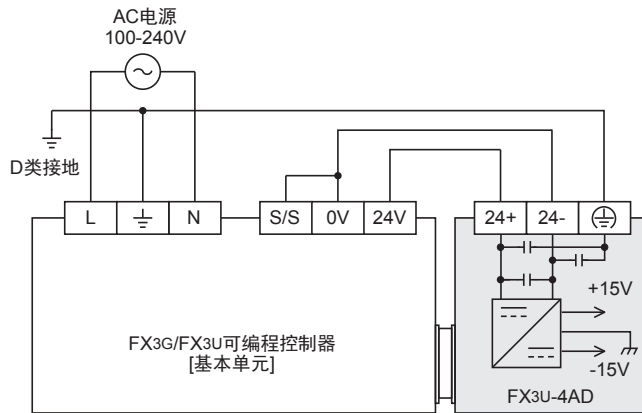 AC电源
100-240V
D类接地
L
N
S/S
0V
24V
24+
24-
+15V
-15V
FX3G/FX3U可编程控制器
[基本单元]
FX3U-4AD